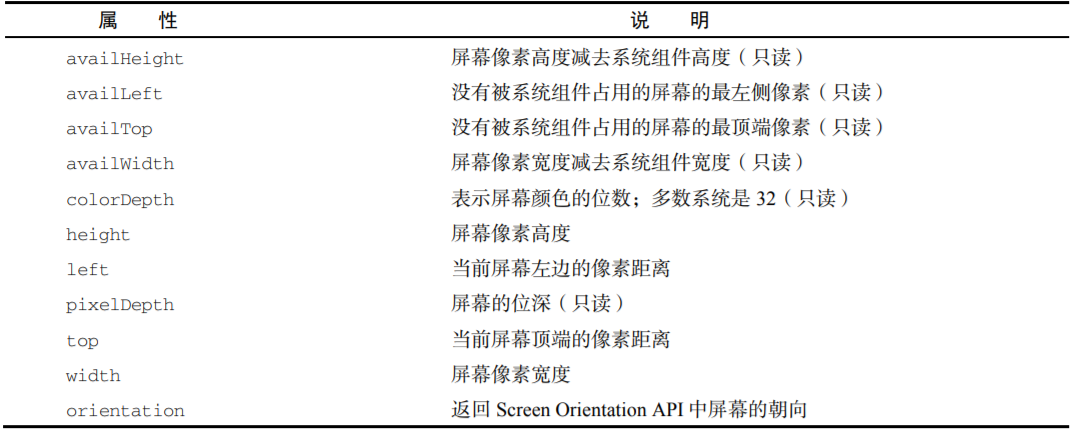 属 性 说 明
availHeight 屏幕像素高度减去系统组件高度（只读）
availLeft 没有被系统组件占用的屏幕的最左侧像素（只读）
availTop 没有被系统组件占用的屏幕的最顶端像素（只读）
availWidth 屏幕像素宽度减去系统组件宽度（只读）
colorDepth 表示屏幕颜色的位数；多数系统是 32（只读）
height 屏幕像素高度
left 当前屏幕左边的像素距离
pixelDepth 屏幕的位深（只读）
top 当前屏幕顶端的像素距离
width 屏幕像素宽度
orientation 返回 Screen Orientation API 中屏幕的朝向